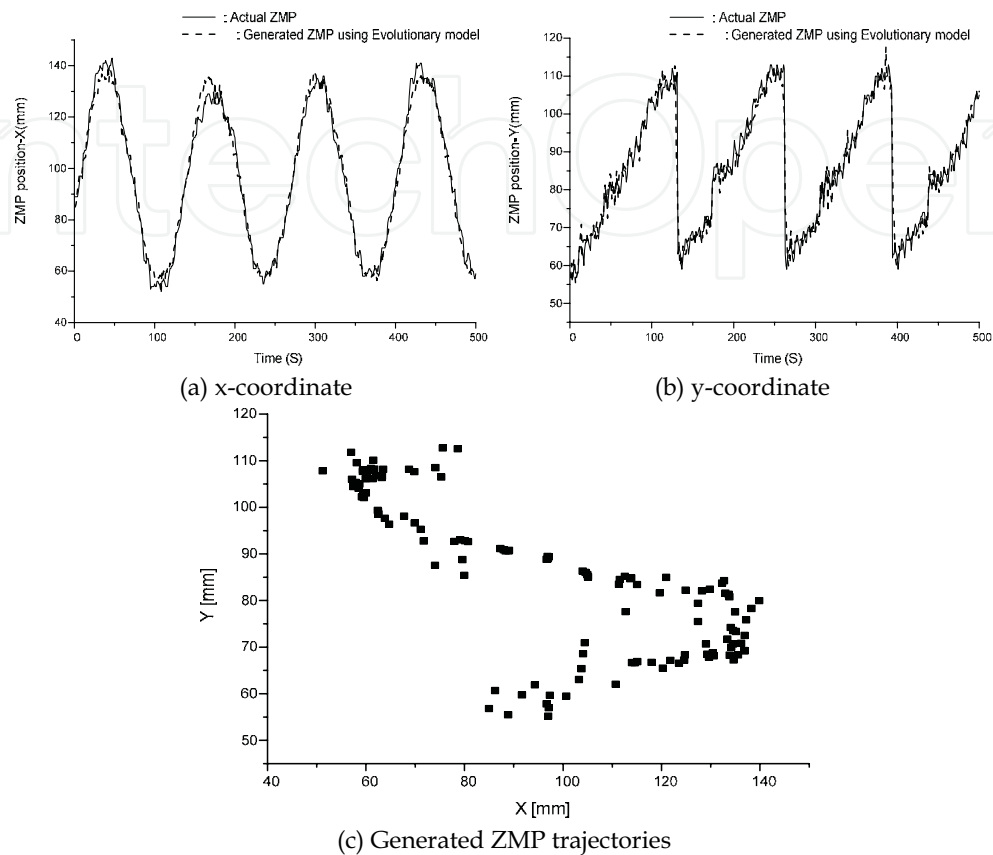 : Actual ZMP
: Generated ZMP using Evolutionary model
ZMP position-X(mm)
140
120
100
80
60
40
0
100
200
300
400
500
Time (S)
(a) x-coordinate
: Actual ZMP
: Generated ZMP using Evolutionary model
ZMP position-Y(mm)
120
110
100
90
80
70
60
50
0
100
200
300
400
500
Time (S)
(b) y-coordinate
Y [mm]
120
110
100
90
80
70
60
50
40
60
80
100
120
140
X [mm]
(c) Generated ZMP trajectories
ntechOpen